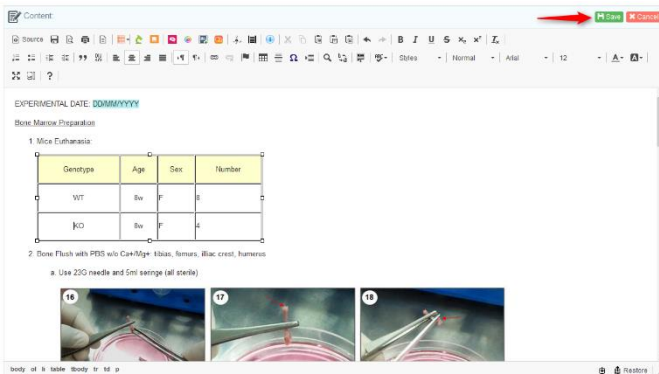 Content
Save Cancel
Source B I U S x₂ x² Iₓ
Styles Normal Arial 12 A A
?
EXPERIMENTAL DATE: DD/MM/YYYY
Bone Marrow Preparation
1. Mice Euthanasia:
Genotype Age Sex Number
WT 8w F 8
KO 8w F 4
2. Bone Flush with PBS w/o Ca+/Mg+: tibias, femurs, illiac crest, humerus
a. Use 23G needle and 5ml seringe (all sterile)
16 17 18
body ol li table tbody tr td p Restore